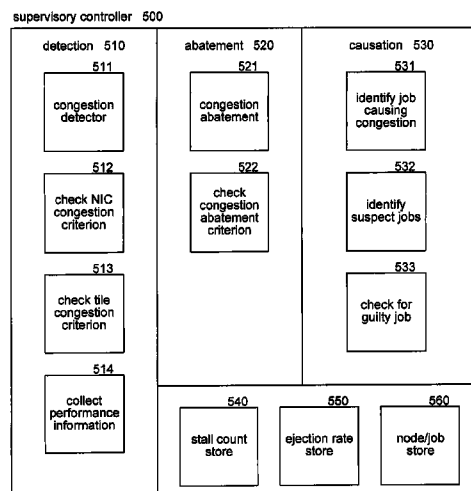 supervisory controller 500
detection 510
511
congestion
detector
512
check NIC
congestion
criterion
513
check tile
congestion
criterion
514
collect
performance
information
abatement 520
521
congestion
abatement
522
check
congestion
abatement
criterion
causation 530
531
identify job
causing
congestion
532
identify
suspect jobs
533
check for
guilty job
540
stall count
store
550
ejection rate
store
560
node/job
store